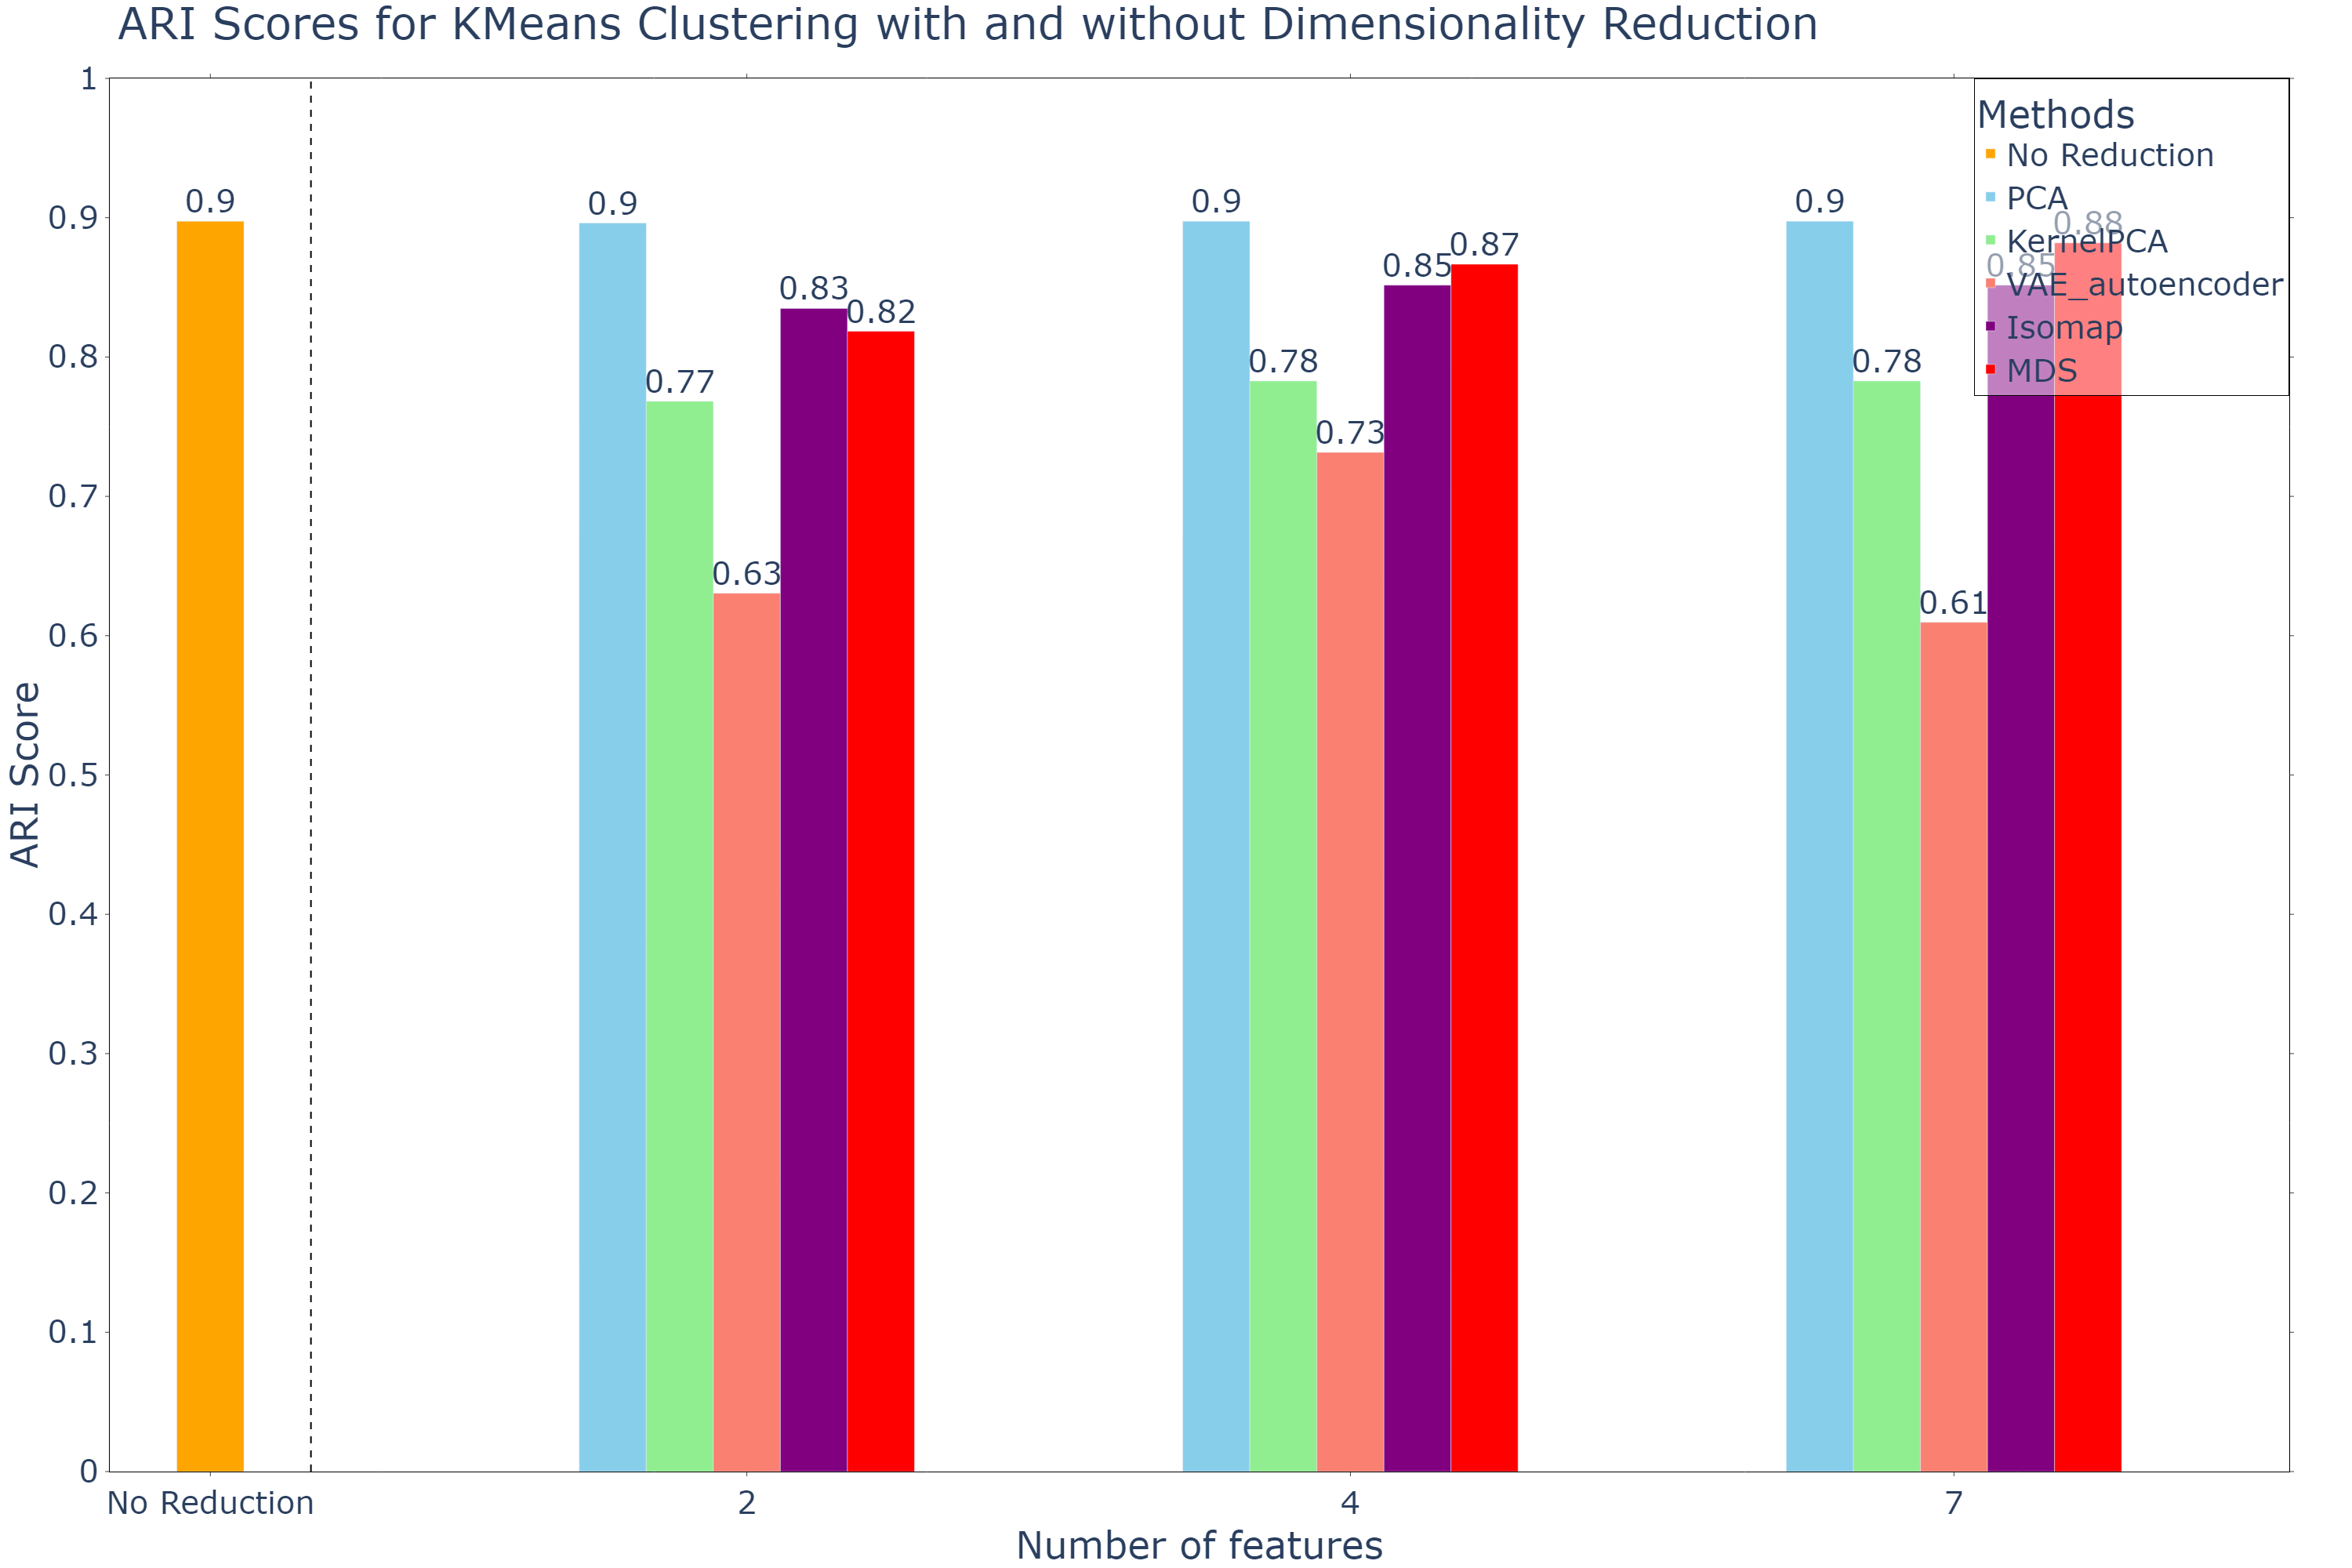 ARI Scores for KMeans Clustering with and without Dimensionality Reduction
Methods
No Reduction
PCA
KernelPCA
VAE_autoencoder
Isomap
MDS
ARI Score
1
0.9
0.8
0.7
0.6
0.5
0.4
0.3
0.2
0.1
0
0.9
0.9
0.77
0.63
0.83
0.82
0.9
0.78
0.73
0.85
0.87
0.9
0.78
0.61
0.85
0.88
No Reduction
2
4
7
Number of features